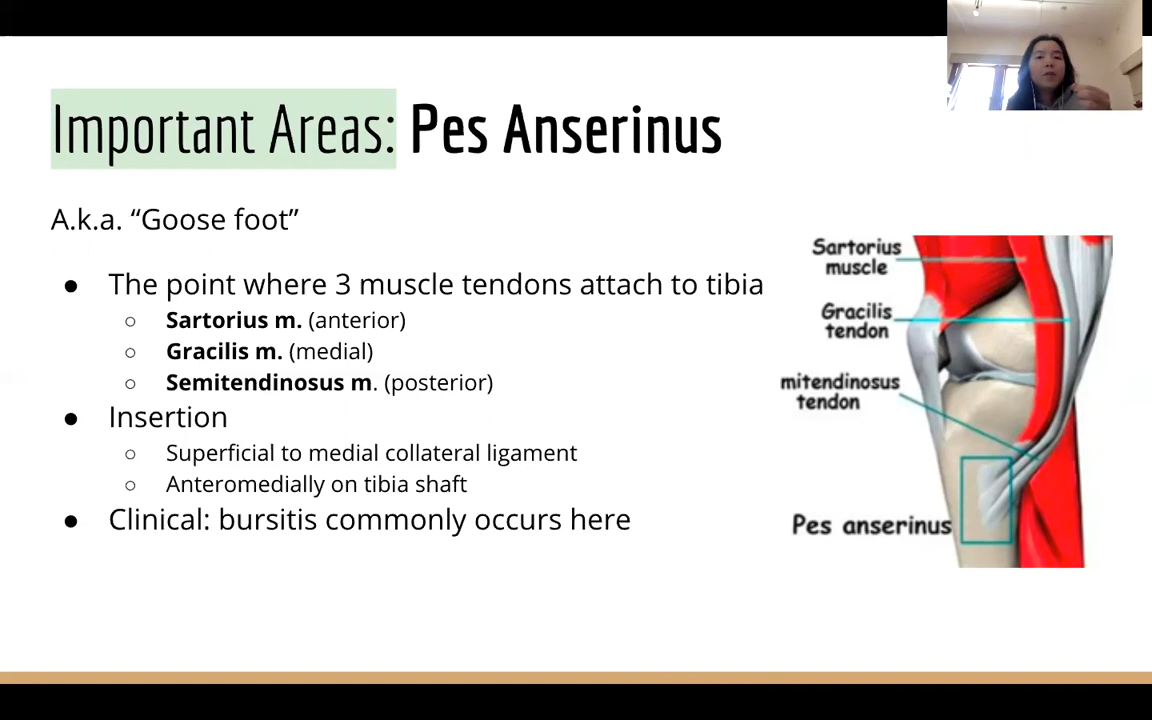 Important Areas: Pes Anserinus
A.k.a. “Goose foot”
● The point where 3 muscle tendons attach to tibia
○ Sartorius m. (anterior)
○ Gracilis m. (medial)
○ Semitendinosus m. (posterior)
● Insertion
○ Superficial to medial collateral ligament
○ Anteromedially on tibia shaft
● Clinical: bursitis commonly occurs here
Sartorius
muscle
Gracilis
tendon
mitendinosus
tendon
Pes anserinus